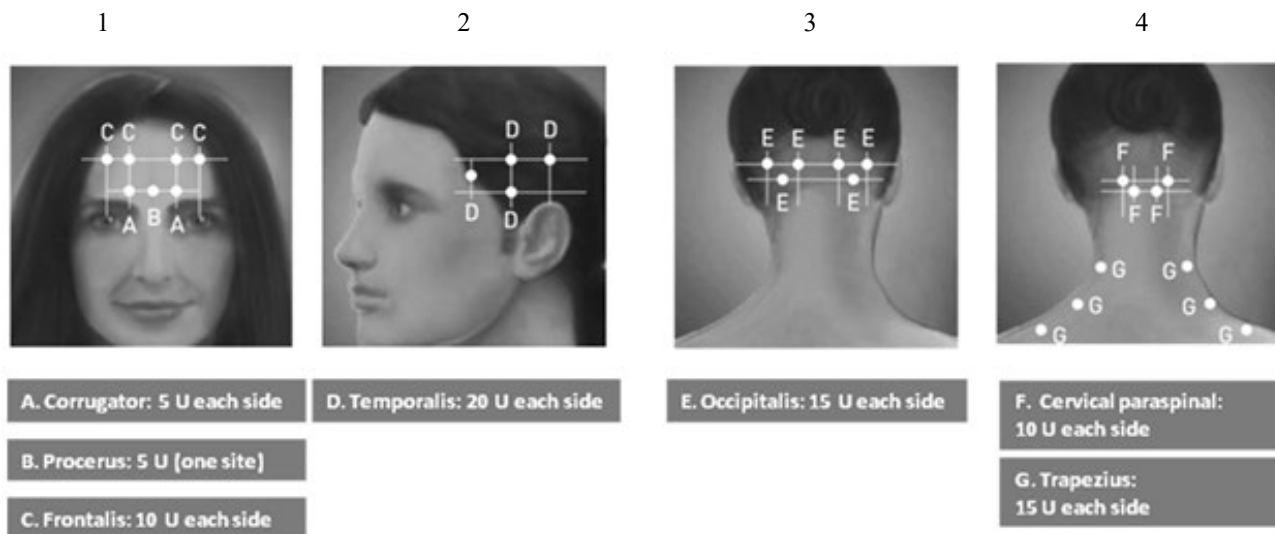 1 2 3 4
C C C C
A B A
D D
D D
E E E E
E E
F F
F F
G G
G G
G G
A. Corrugator: 5 U each side
B. Procerus: 5 U (one site)
C. Frontalis: 10 U each side
D. Temporalis: 20 U each side
E. Occipitalis: 15 U each side
F. Cervical paraspinal:
10 U each side
G. Trapezius:
15 U each side